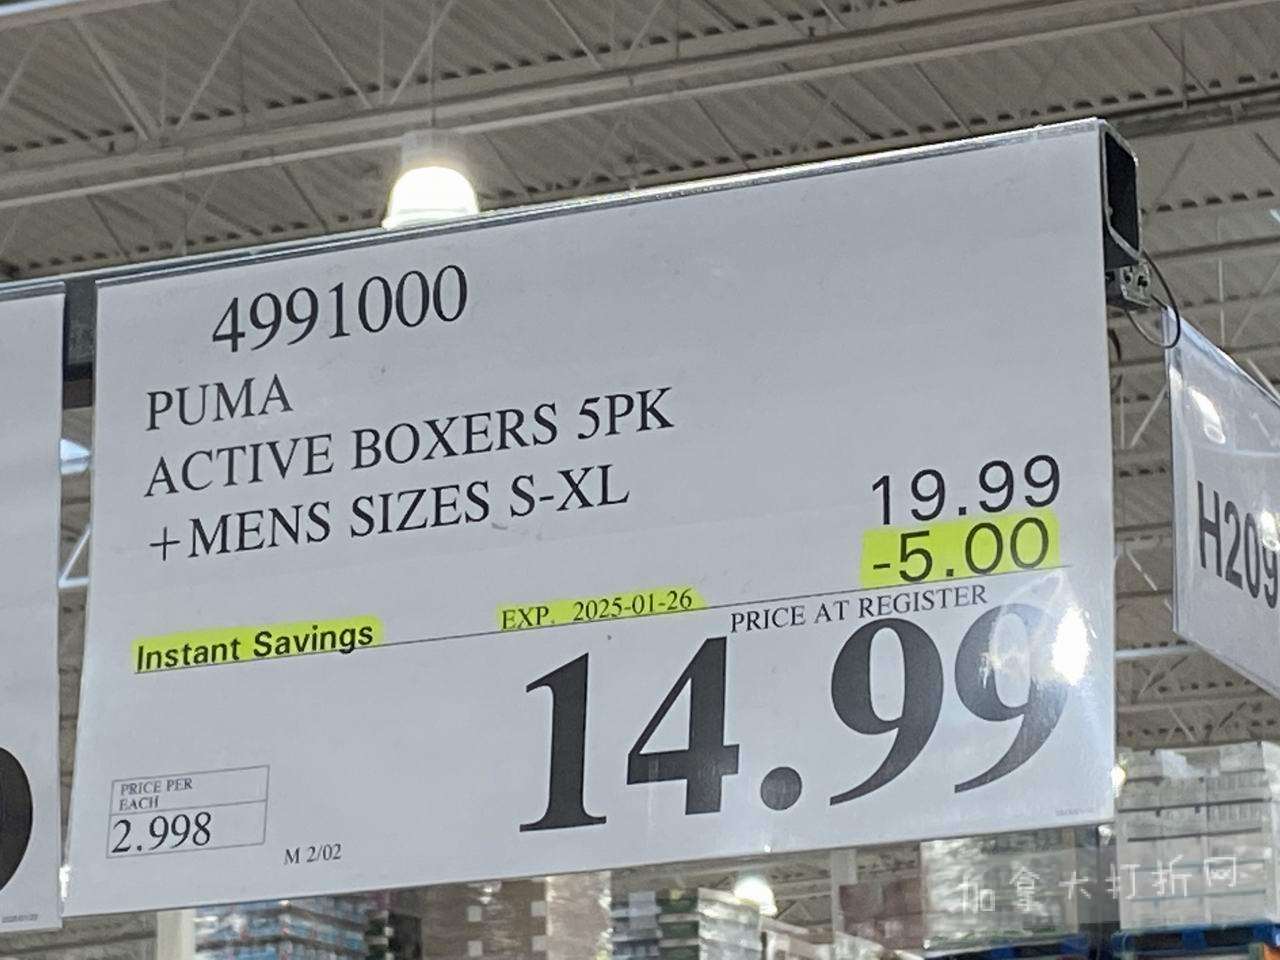 4991000
PUMA
ACTIVE BOXERS 5PK
+MENS SIZES S-XL
19.99
-5.00
Instant Savings EXP. 2025-01-26
PRICE AT REGISTER
14.99
PRICE PER
EACH
2.998
M 2/02
H209
加拿大打折网